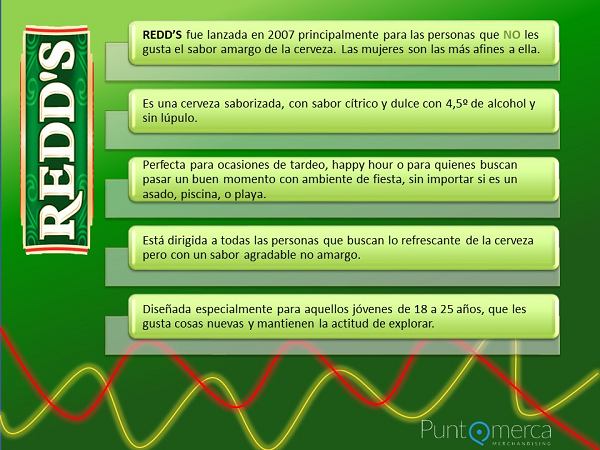 REDD'S
REDD'S fue lanzada en 2007 principalmente para las personas que NO les
gusta el sabor amargo de la cerveza. Las mujeres son las más afines a ella.
Es una cerveza saborizada, con sabor cítrico y dulce con 4,5º de alcohol y
sin lúpulo.
Perfecta para ocasiones de tardeo, happy hour o para quienes buscan
pasar un buen momento con ambiente de fiesta, sin importar si es un
asado, piscina, o playa.
Está dirigida a todas las personas que buscan lo refrescante de la cerveza
pero con un sabor agradable no amargo.
Diseñada especialmente para aquellos jóvenes de 18 a 25 años, que les
gusta cosas nuevas y mantienen la actitud de explorar.
Punt merca
MERCHANDISING